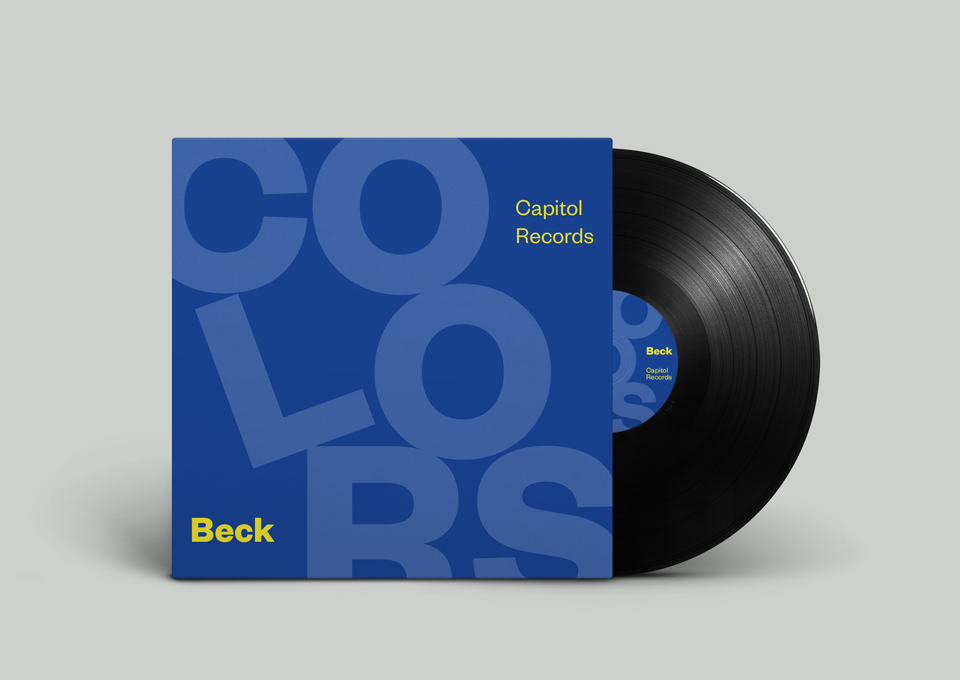 CO
LO
RS
Capitol
Records
Beck
O
O
S
Beck
Capitol
Records